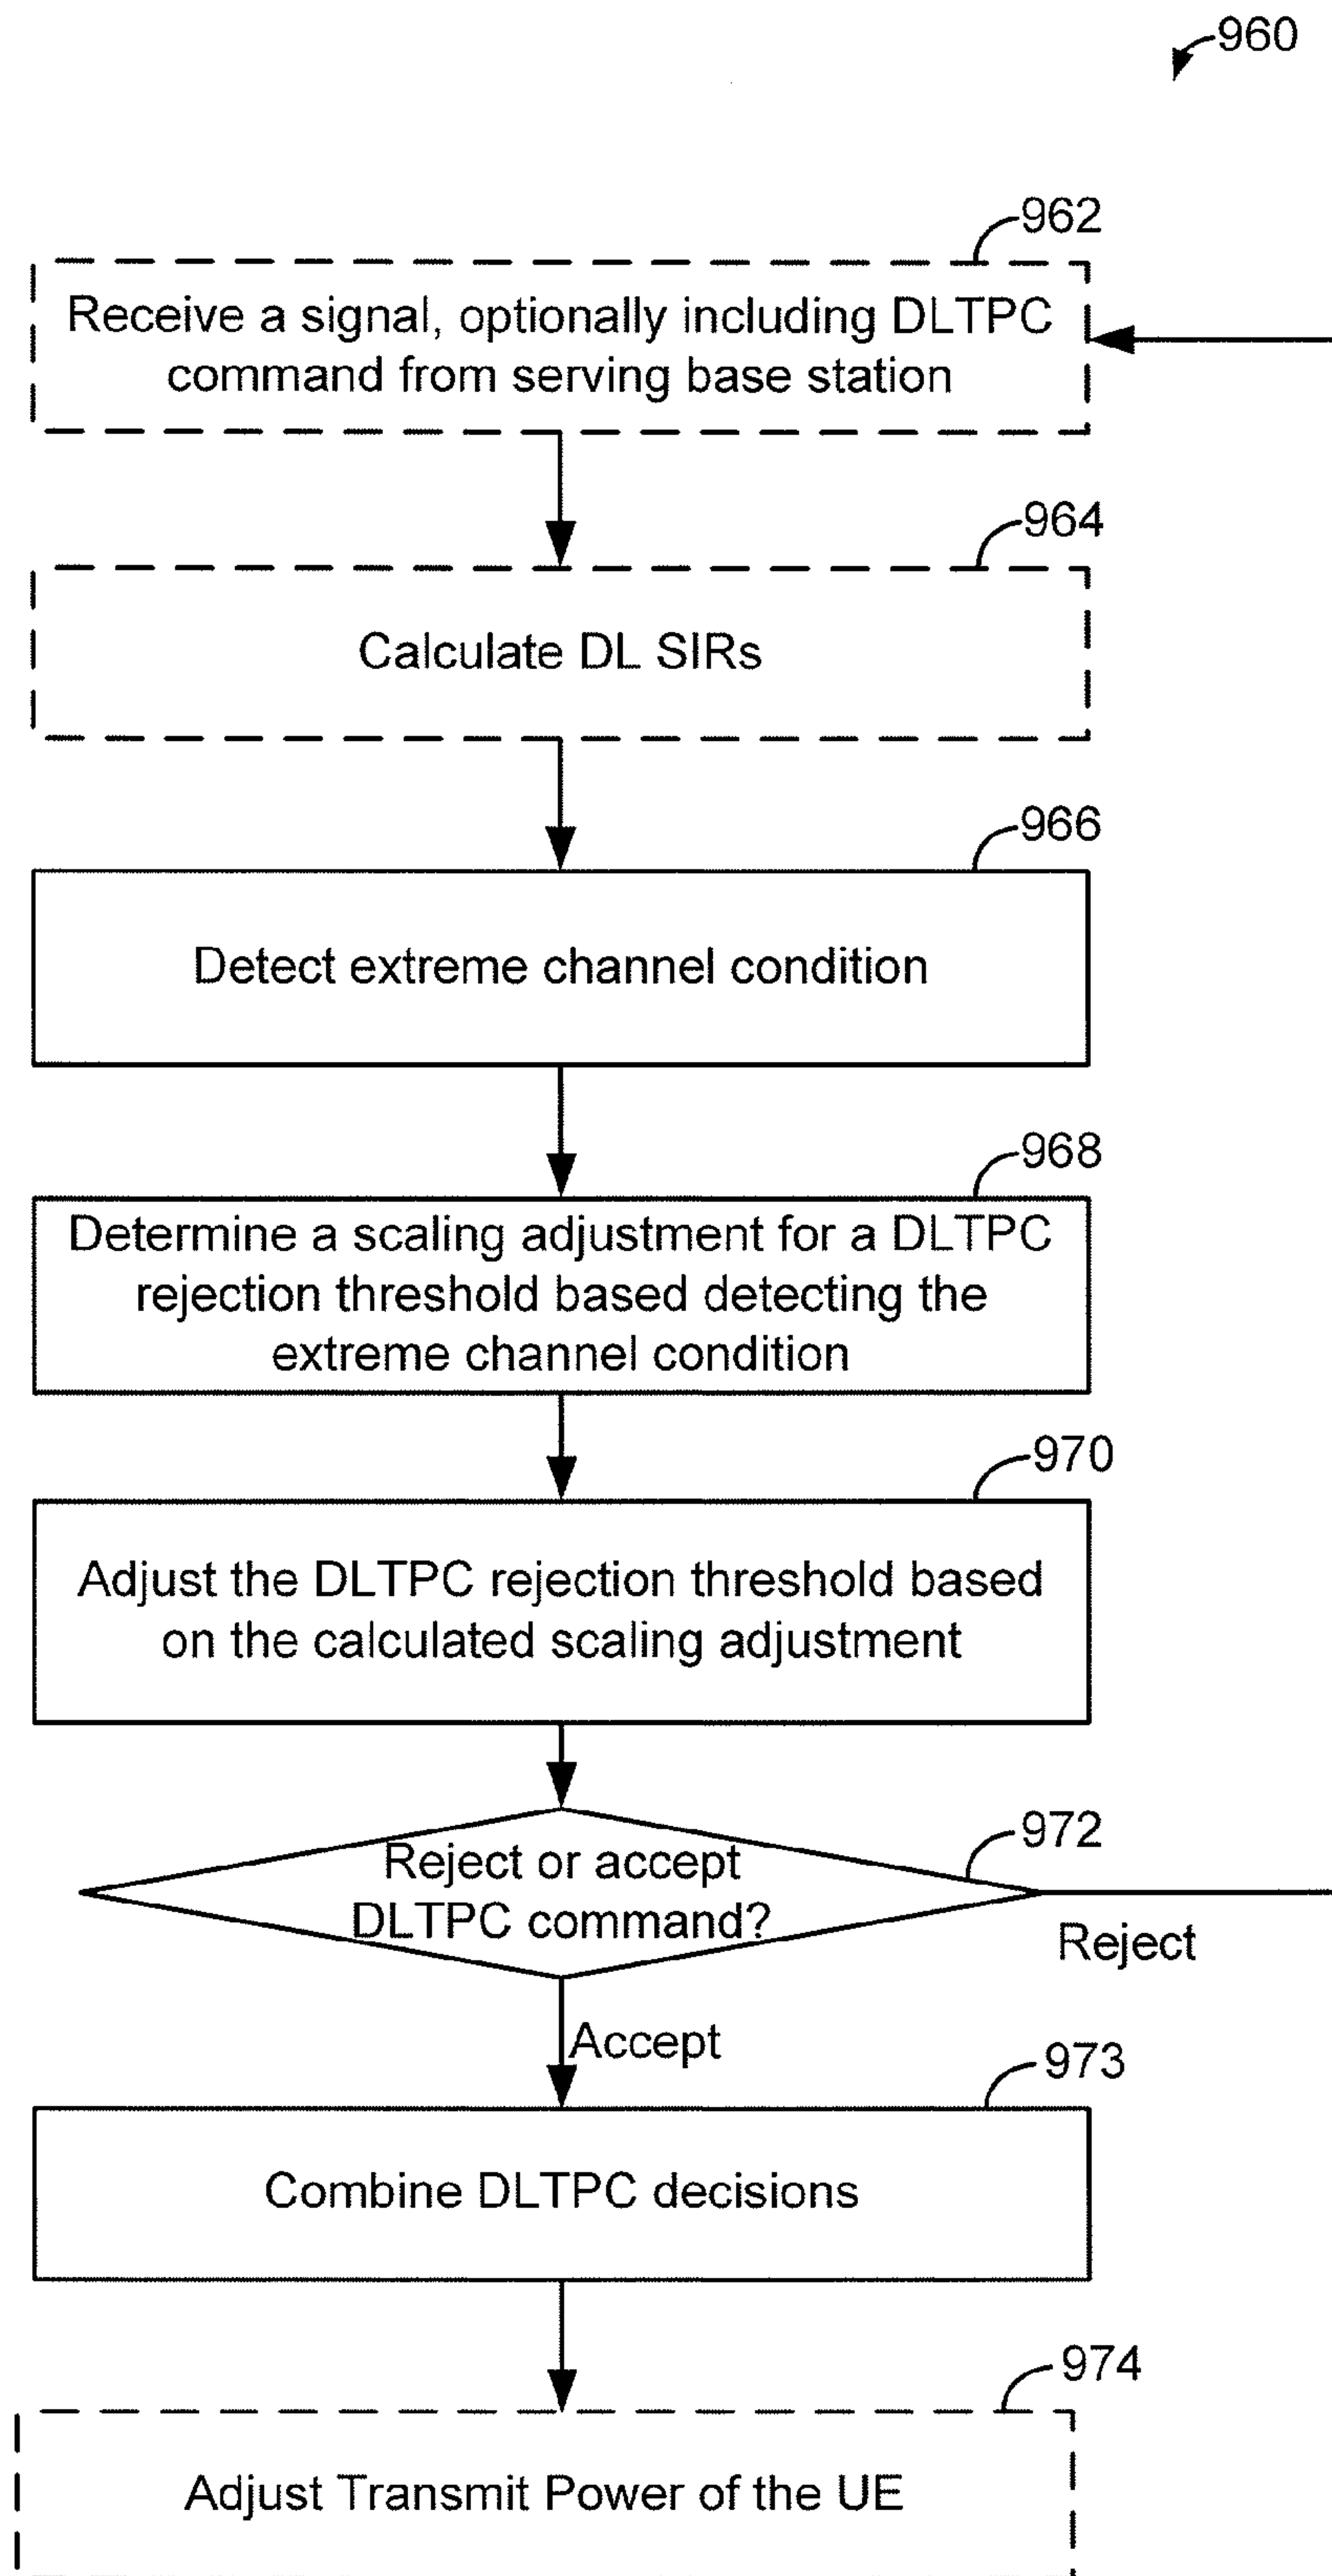 960
962
Receive a signal, optionally including DLTPC
command from serving base station
964
Calculate DL SIRs
966
Detect extreme channel condition
968
Determine a scaling adjustment for a DLTPC
rejection threshold based detecting the
extreme channel condition
970
Adjust the DLTPC rejection threshold based
on the calculated scaling adjustment
972
Reject or accept
DLTPC command?
Reject
Accept
973
Combine DLTPC decisions
974
Adjust Transmit Power of the UE